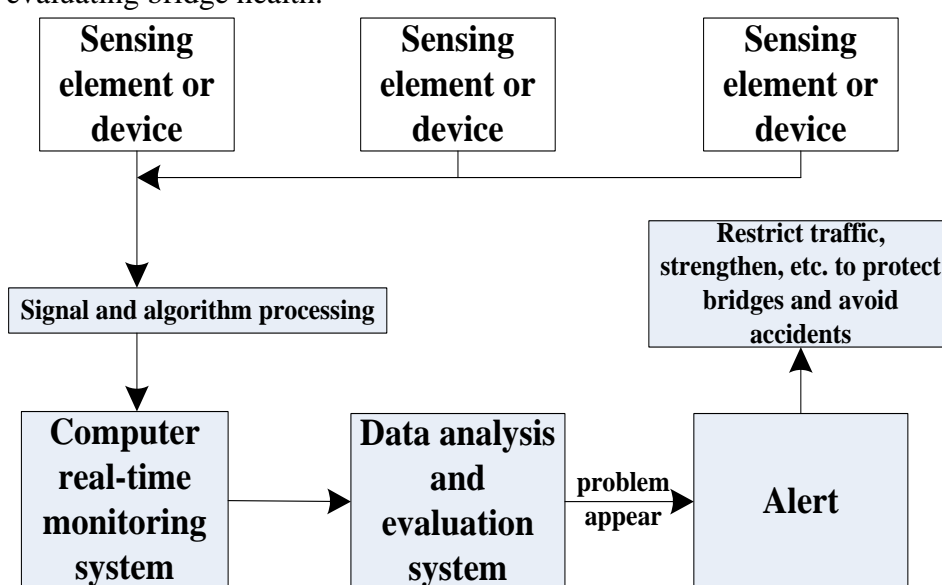 evaluating bridge health.
Sensing
element or
device
Sensing
element or
device
Sensing
element or
device
Restrict traffic,
strengthen, etc. to protect
bridges and avoid
accidents
Signal and algorithm processing
Computer
real-time
monitoring
system
Data analysis
and
evaluation
system
problem
appear
Alert